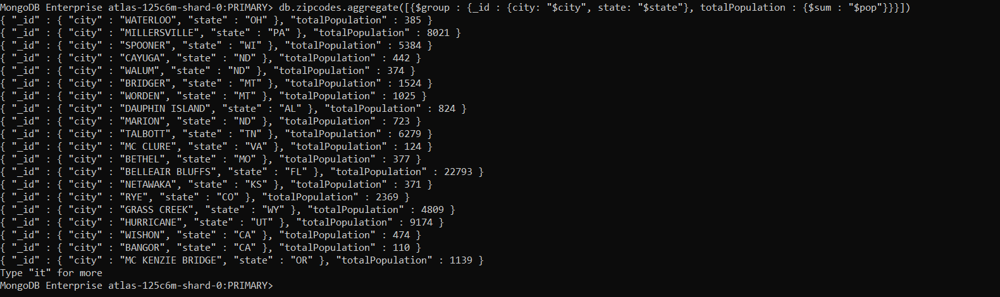 MongoDB Enterprise atlas-125c6m-shard-0:PRIMARY> db.zipcodes.aggregate([{$group : {_id : {city: "$city", state: "$state"}, totalPopulation : {$sum : "$pop"}}}])
{ "_id" : { "city" : "WATERLOO", "state" : "OH" }, "totalPopulation" : 385 }
{ "_id" : { "city" : "MILLERSVILLE", "state" : "PA" }, "totalPopulation" : 8021 }
{ "_id" : { "city" : "SPOONER", "state" : "WI" }, "totalPopulation" : 5384 }
{ "_id" : { "city" : "CAYUGA", "state" : "ND" }, "totalPopulation" : 442 }
{ "_id" : { "city" : "WALUM", "state" : "ND" }, "totalPopulation" : 374 }
{ "_id" : { "city" : "BRIDGER", "state" : "MT" }, "totalPopulation" : 1524 }
{ "_id" : { "city" : "WORDEN", "state" : "MT" }, "totalPopulation" : 1025 }
{ "_id" : { "city" : "DAUPHIN ISLAND", "state" : "AL" }, "totalPopulation" : 824 }
{ "_id" : { "city" : "MARION", "state" : "ND" }, "totalPopulation" : 723 }
{ "_id" : { "city" : "TALBOTT", "state" : "TN" }, "totalPopulation" : 6279 }
{ "_id" : { "city" : "MC CLURE", "state" : "VA" }, "totalPopulation" : 124 }
{ "_id" : { "city" : "BETHEL", "state" : "MO" }, "totalPopulation" : 377 }
{ "_id" : { "city" : "BELLEAIR BLUFFS", "state" : "FL" }, "totalPopulation" : 22793 }
{ "_id" : { "city" : "NETAWAKA", "state" : "KS" }, "totalPopulation" : 371 }
{ "_id" : { "city" : "RYE", "state" : "CO" }, "totalPopulation" : 2369 }
{ "_id" : { "city" : "GRASS CREEK", "state" : "WY" }, "totalPopulation" : 4809 }
{ "_id" : { "city" : "HURRICANE", "state" : "UT" }, "totalPopulation" : 9174 }
{ "_id" : { "city" : "WISHON", "state" : "CA" }, "totalPopulation" : 474 }
{ "_id" : { "city" : "BANGOR", "state" : "CA" }, "totalPopulation" : 110 }
{ "_id" : { "city" : "MC KENZIE BRIDGE", "state" : "OR" }, "totalPopulation" : 1139 }
Type "it" for more
MongoDB Enterprise atlas-125c6m-shard-0:PRIMARY>